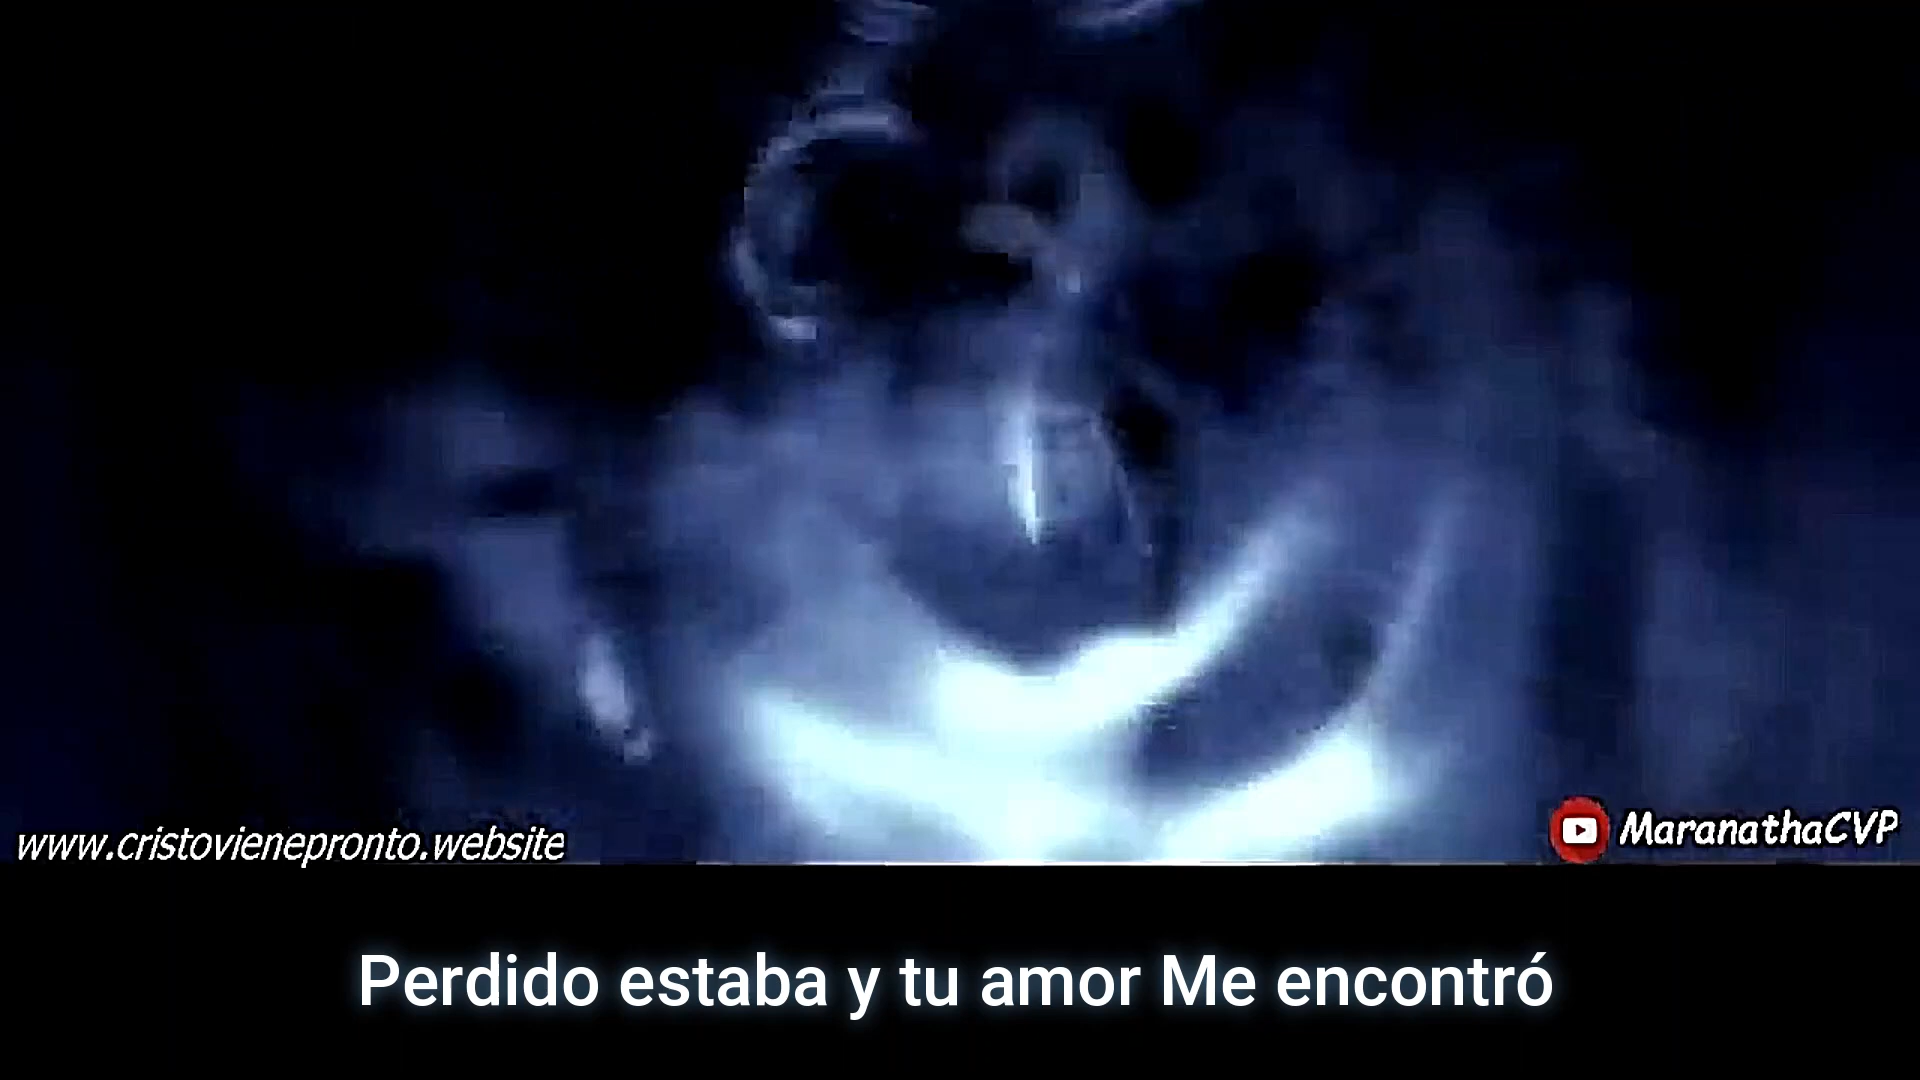 www.cristovienepronto.website
MaranathaCVP
Perdido estaba y tu amor Me encontró